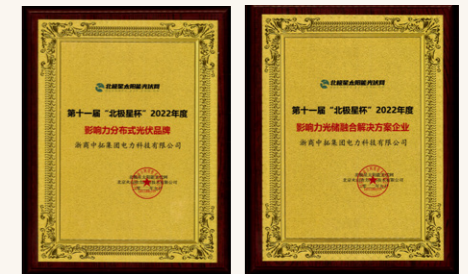 北极星太阳能光伏网
第十一届“北极星杯”2022年度
影响力分布式光伏品牌
浙商中拓集团电力科技有限公司
北极星太阳能光伏网
第十一届“北极星杯”2022年度
影响力光储融合解决方案企业
浙商中拓集团电力科技有限公司